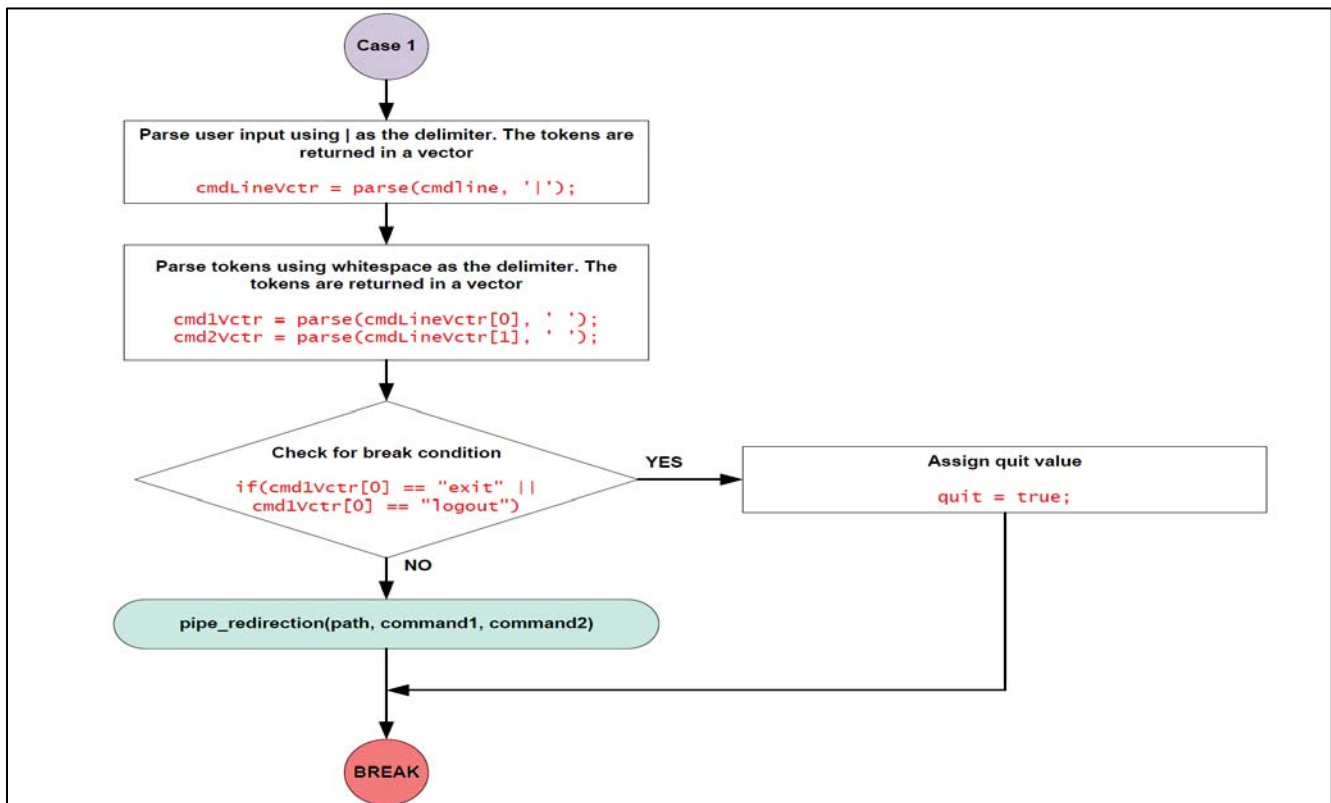 Case 1
Parse user input using | as the delimiter. The tokens are
returned in a vector
cmdLineVctr = parse(cmdline, '|');
Parse tokens using whitespace as the delimiter. The
tokens are returned in a vector
cmd1Vctr = parse(cmdLineVctr[0], ' ');
cmd2Vctr = parse(cmdLineVctr[1], ' ');
Check for break condition
if(cmd1Vctr[0] == "exit" ||
cmd1Vctr[0] == "logout")
YES
Assign quit value
quit = true;
NO
pipe_redirection(path, command1, command2)
BREAK